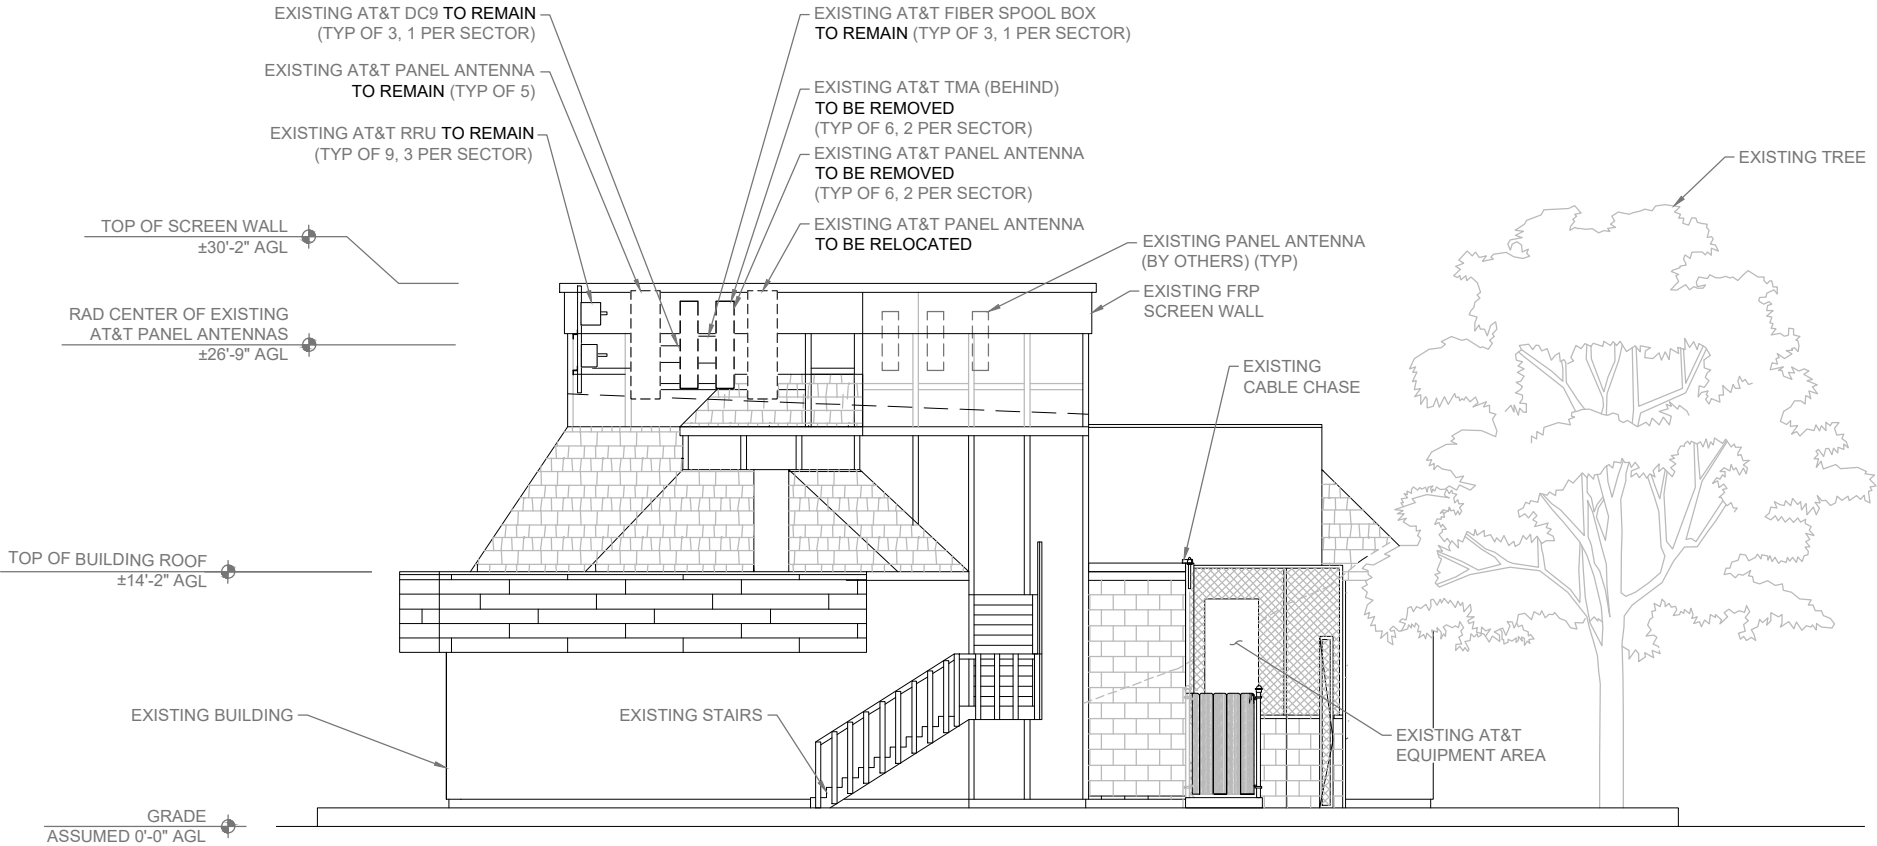 EXISTING AT&T DC9 TO REMAIN
(TYP OF 3, 1 PER SECTOR)
EXISTING AT&T PANEL ANTENNA
TO REMAIN (TYP OF 5)
EXISTING AT&T RRU TO REMAIN
(TYP OF 9, 3 PER SECTOR)
EXISTING AT&T FIBER SPOOL BOX
TO REMAIN (TYP OF 3, 1 PER SECTOR)
EXISTING AT&T TMA (BEHIND)
TO BE REMOVED
(TYP OF 6, 2 PER SECTOR)
EXISTING AT&T PANEL ANTENNA
TO BE REMOVED
(TYP OF 6, 2 PER SECTOR)
EXISTING AT&T PANEL ANTENNA
TO BE RELOCATED
EXISTING TREE
EXISTING PANEL ANTENNA
(BY OTHERS) (TYP)
EXISTING FRP
SCREEN WALL
EXISTING
CABLE CHASE
TOP OF SCREEN WALL
±30'-2" AGL
RAD CENTER OF EXISTING
AT&T PANEL ANTENNAS
±26'-9" AGL
TOP OF BUILDING ROOF
±14'-2" AGL
EXISTING BUILDING
EXISTING STAIRS
EXISTING AT&T
EQUIPMENT AREA
GRADE
ASSUMED 0'-0" AGL